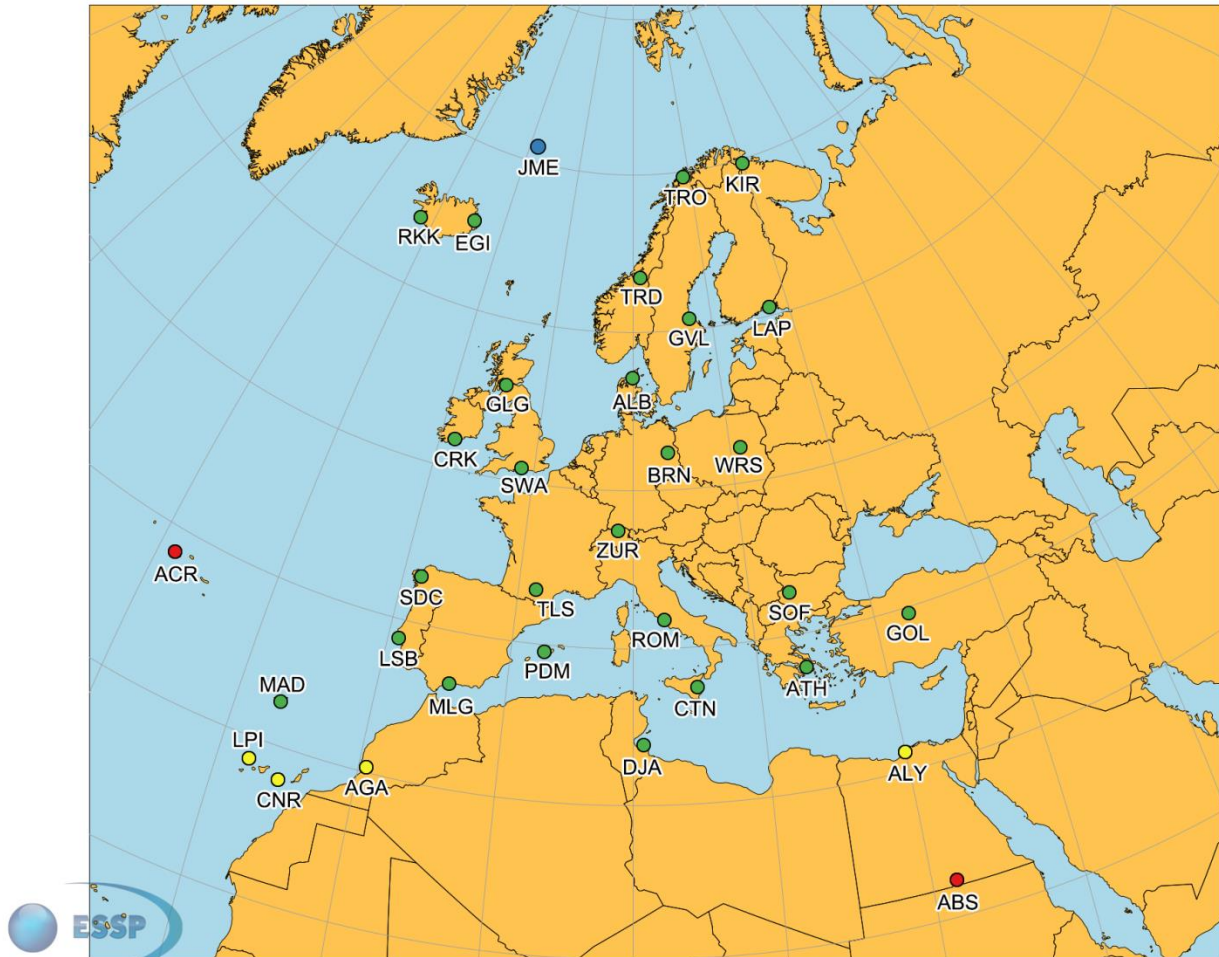 JME
TRO
KIR
RKK
EGI
TRD
GVL
LAP
GLG
ALB
CRK
SWA
BRN
WRS
ZUR
ACR
SDC
TLS
ROM
SOF
GOL
LSB
PDM
MLG
CTN
ATH
MAD
LPI
CNR
AGA
DJA
ALY
ABS
ESSP